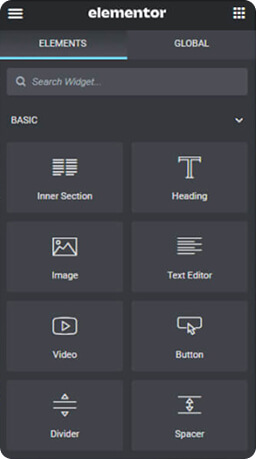 elementor
ELEMENTS GLOBAL
Search Widget...
BASIC
Inner Section Heading
Image Text Editor
Video Button
Divider Spacer